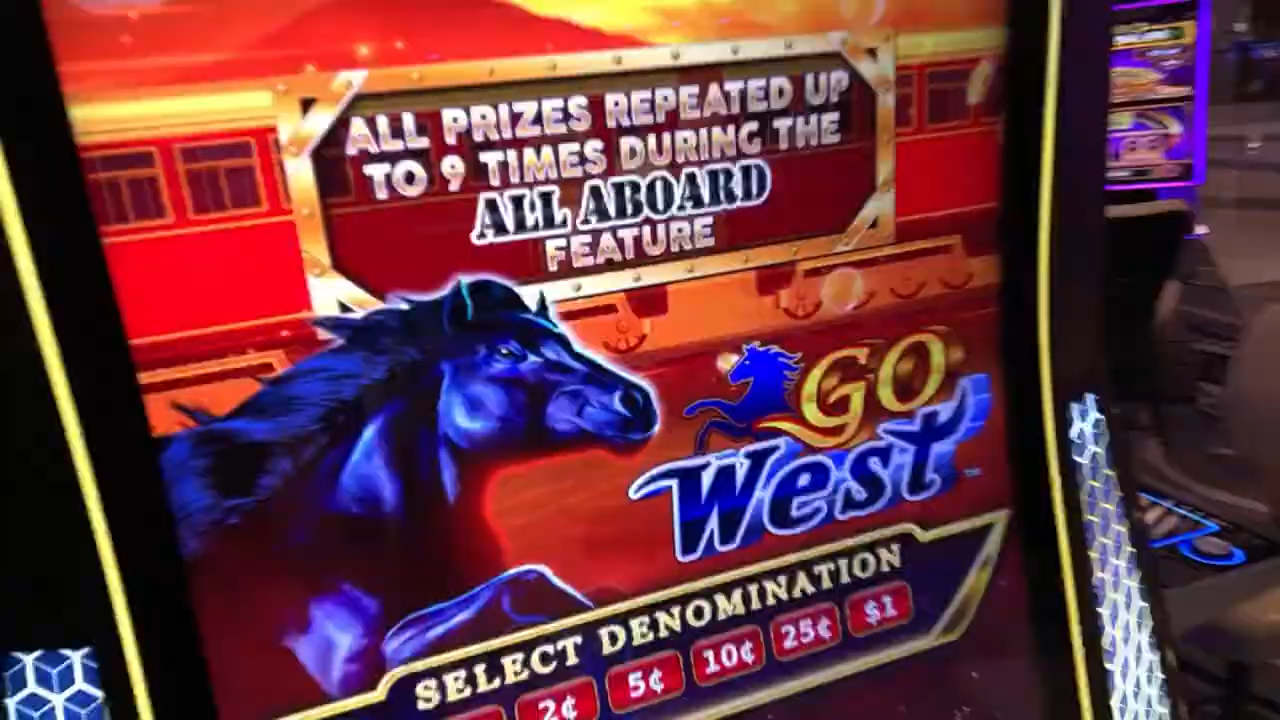 ALL PRIZES REPEATED UP
TO 9 TIMES DURING THE
ALL ABOARD
FEATURE
GO
West™
SELECT DENOMINATION
2¢ 5¢ 10¢ 25¢ $1